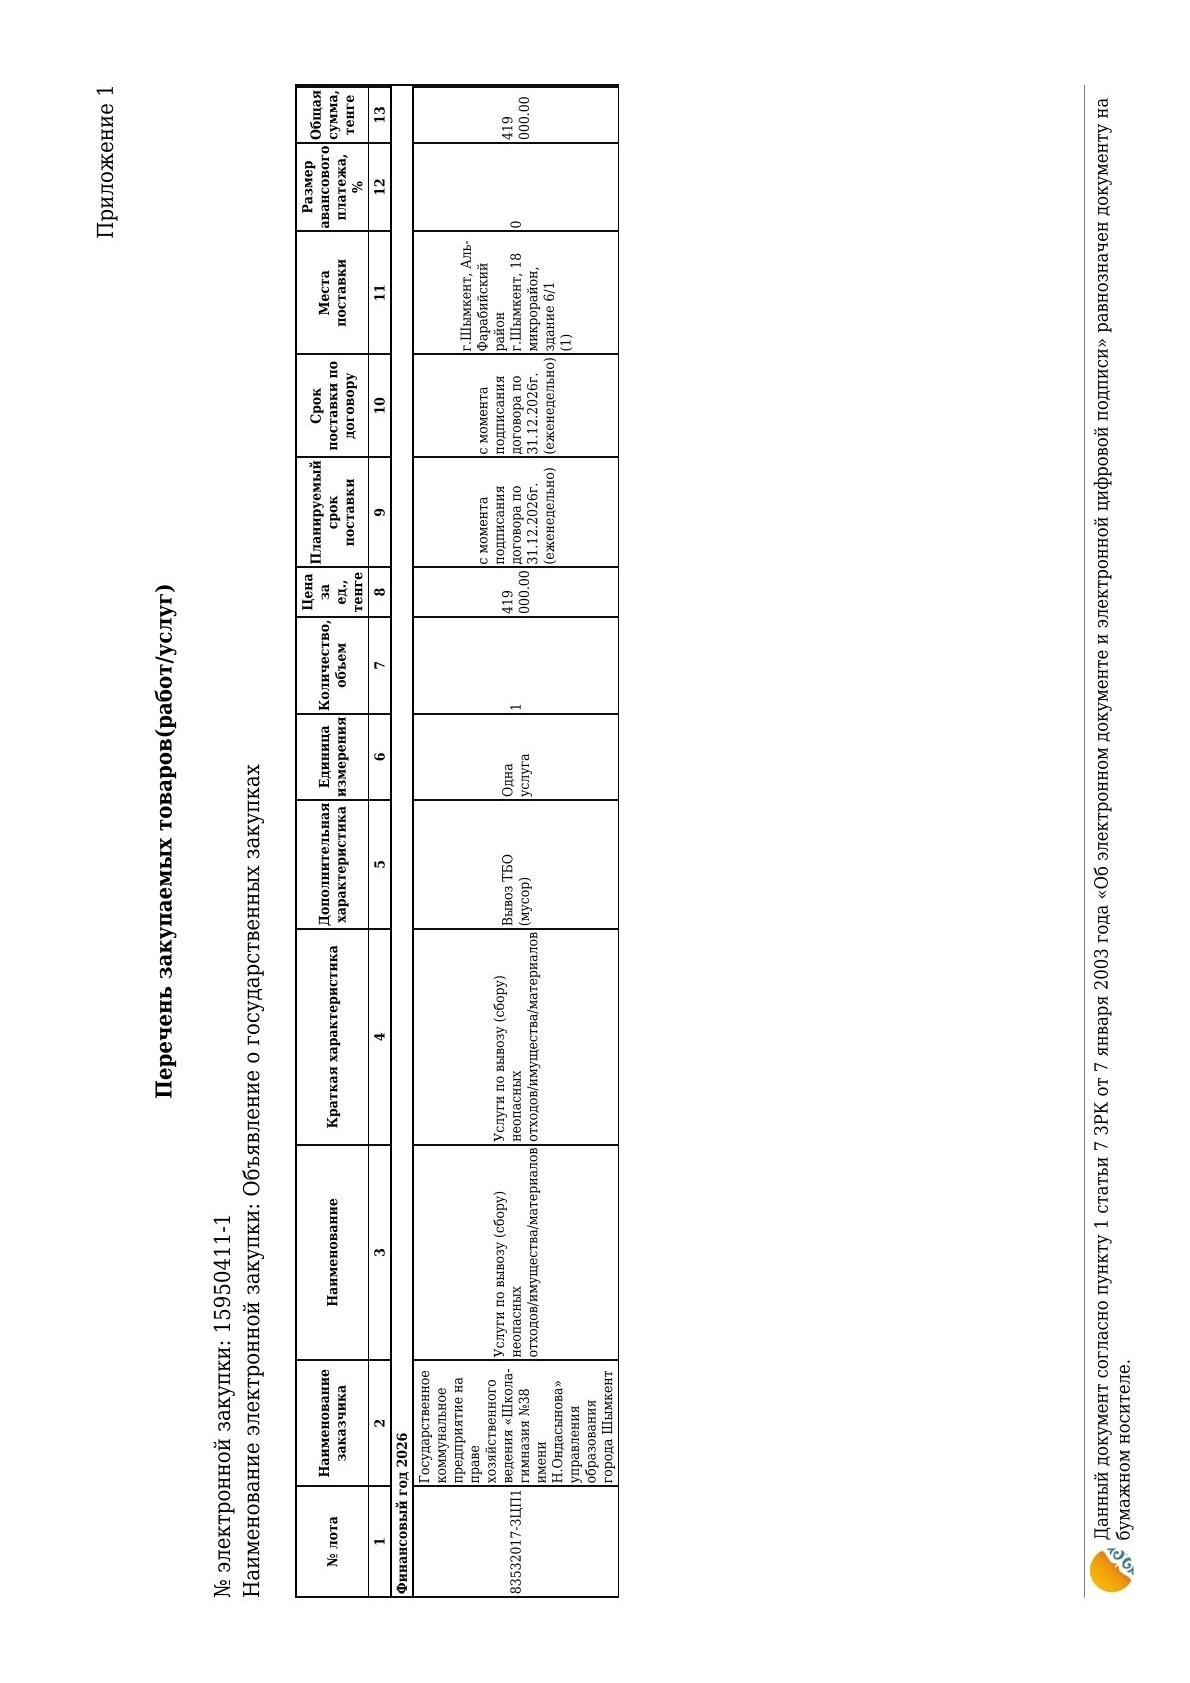 Приложение 1
Перечень закупаемых товаров(работ/услуг)
№ электронной закупки: 15950411-1
Наименование электронной закупки: Объявление о государственных закупках
№ лота
Наименование
заказчика
Наименование
Краткая характеристика
Дополнительная
характеристика
Единица
измерения
Количество,
объем
Цена
за
ед.,
тенге
Планируемый
срок
поставки
Срок
поставки по
договору
Места
поставки
Размер
авансового
платежа,
%
Общая
сумма,
тенге
1 2 3 4 5 6 7 8 9 10 11 12 13
Финансовый год 2026
83532017-ЗЦП1
Государственное
коммунальное
предприятие на
праве
хозяйственного
ведения «Школа-
гимназия №38
имени
Н.Ондасынова»
управления
образования
города Шымкент
Услуги по вывозу (сбору)
неопасных
отходов/имущества/материалов
Услуги по вывозу (сбору)
неопасных
отходов/имущества/материалов
Вывоз ТБО
(мусор)
Одна
услуга
1
419
000.00
с момента
подписания
договора по
31.12.2026г.
(еженедельно)
с момента
подписания
договора по
31.12.2026г.
(еженедельно)
г.Шымкент, Аль-
Фарабийский
район
г.Шымкент, 18
микрорайон,
здание 6/1
(1)
0
419
000.00
Данный документ согласно пункту 1 статьи 7 ЗРК от 7 января 2003 года «Об электронном документе и электронной цифровой подписи» равнозначен документу на
бумажном носителе.